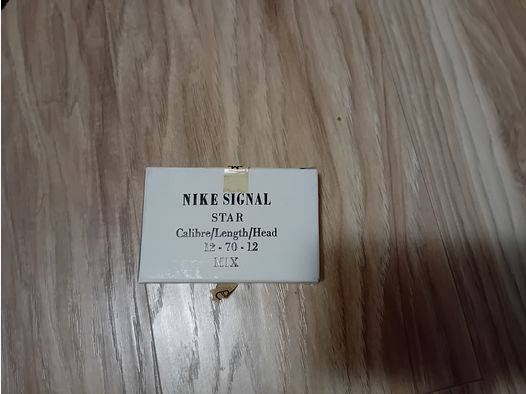 NIKE SIGNAL
STAR
Calibre/Length/Head
12 - 70 - 12
MIX